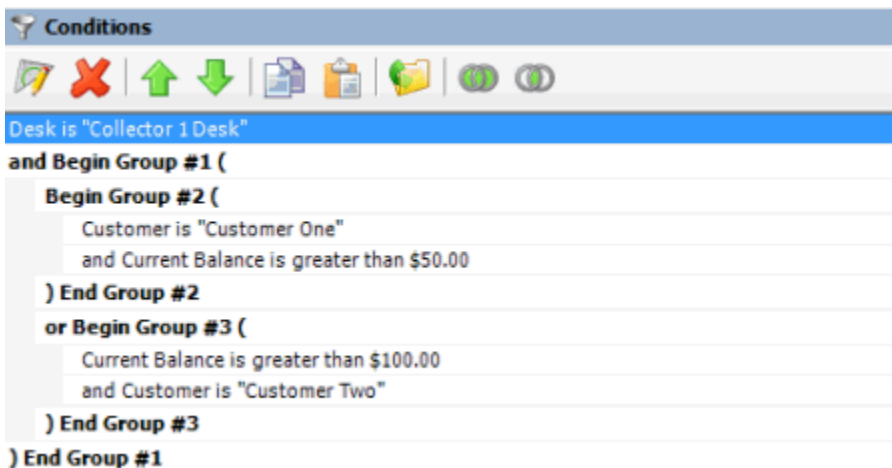 Conditions
Desk is "Collector 1 Desk"
and Begin Group #1 (
Begin Group #2 (
Customer is "Customer One"
and Current Balance is greater than $50.00
) End Group #2
or Begin Group #3 (
Current Balance is greater than $100.00
and Customer is "Customer Two"
) End Group #3
) End Group #1